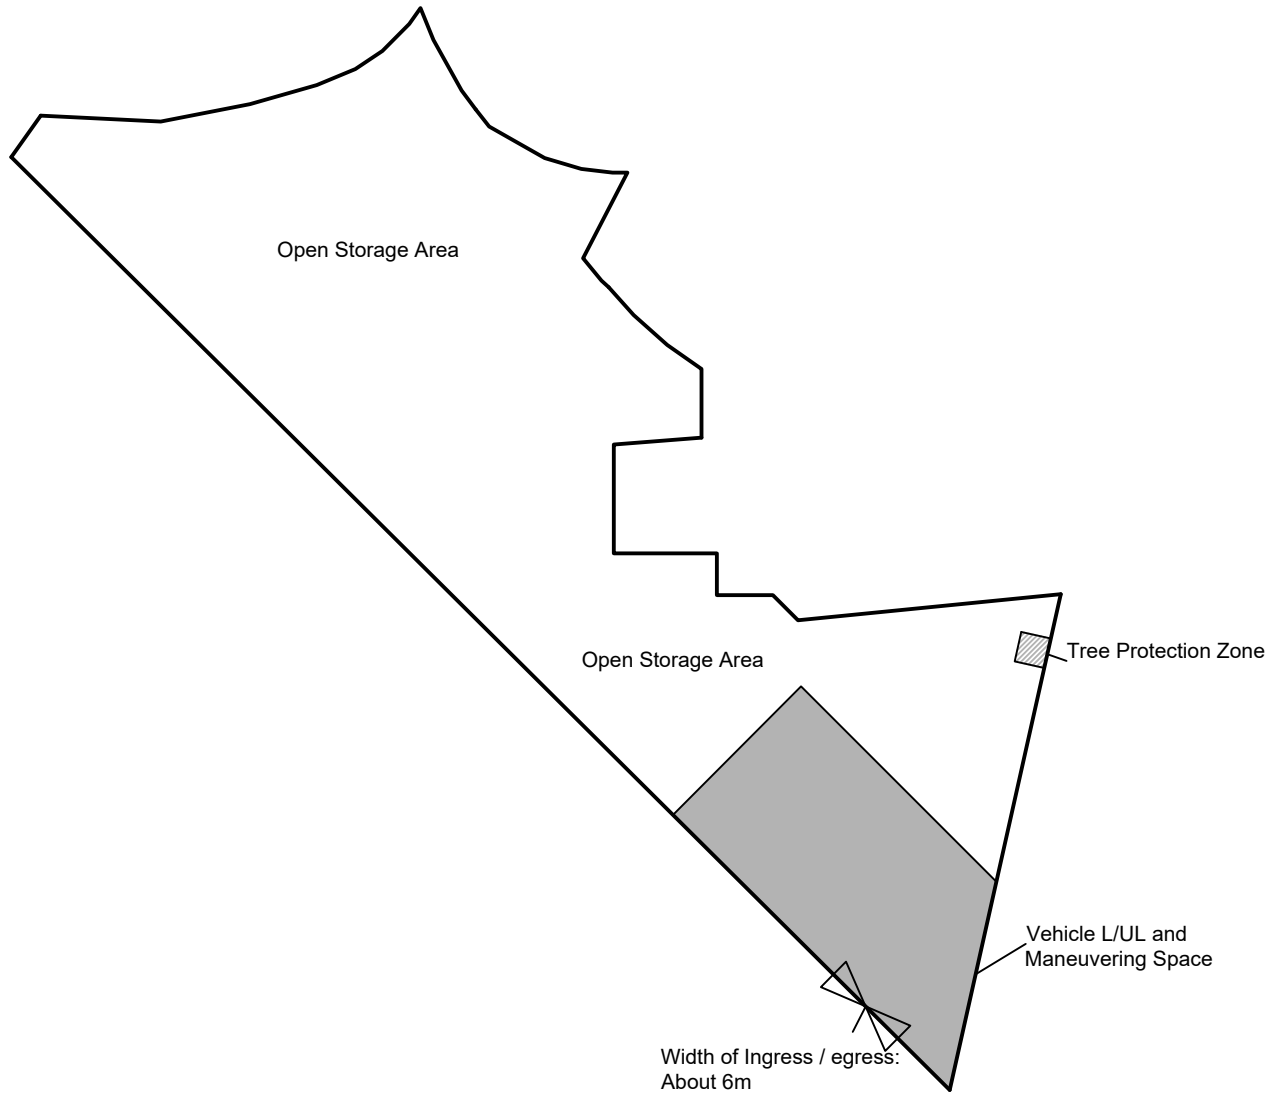 Open Storage Area
Open Storage Area
Tree Protection Zone
Vehicle L/UL and
Maneuvering Space
Width of Ingress / egress:
About 6m